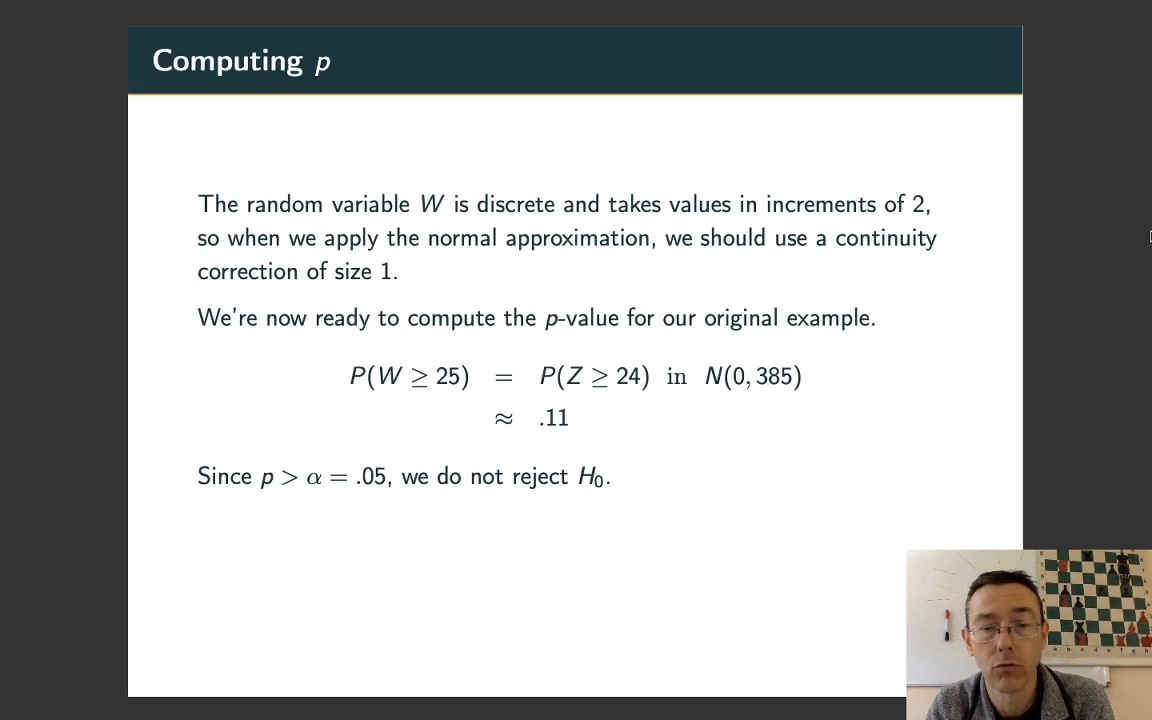 Computing p
The random variable W is discrete and takes values in increments of 2,
so when we apply the normal approximation, we should use a continuity
correction of size 1.
We're now ready to compute the p-value for our original example.
P(W ≥ 25) = P(Z ≥ 24) in N(0, 385)
≈ .11
Since p > α = .05, we do not reject H₀.